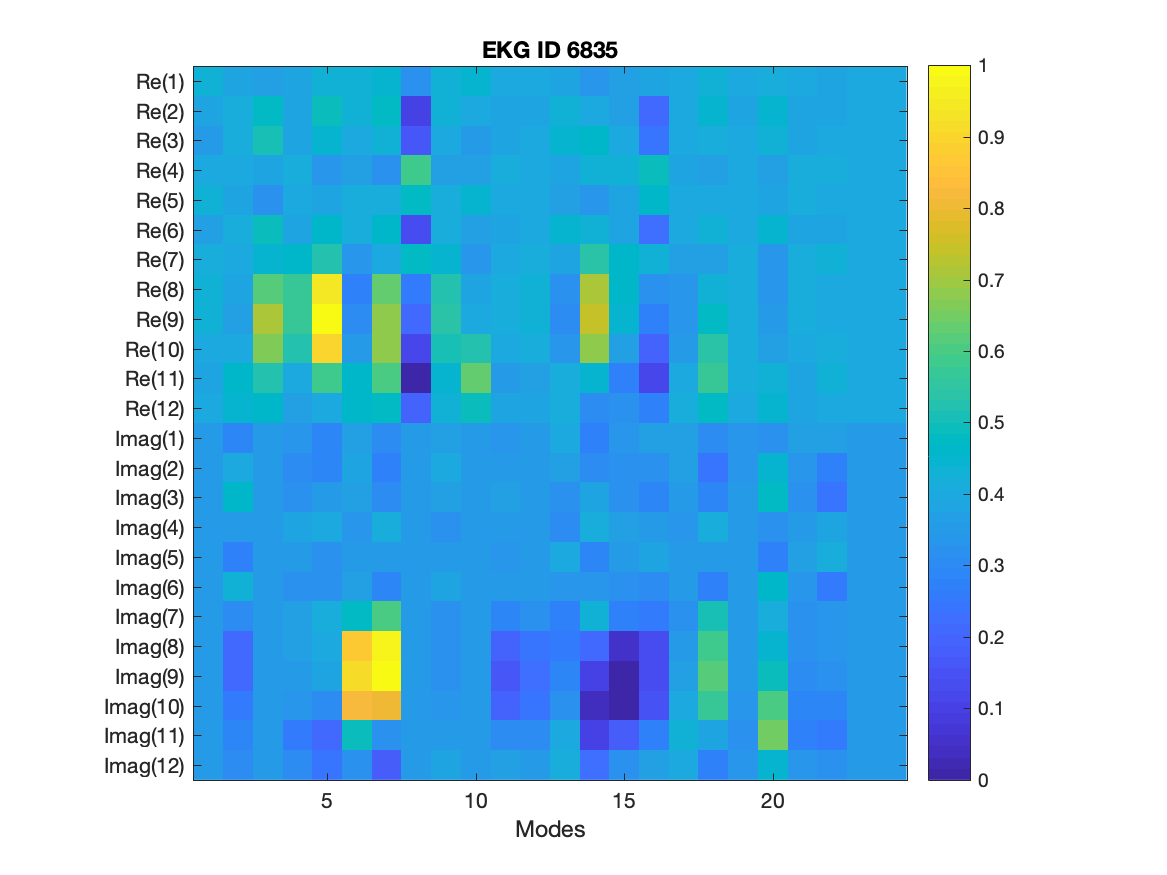 EKG ID 6835
Re(1)
Re(2)
Re(3)
Re(4)
Re(5)
Re(6)
Re(7)
Re(8)
Re(9)
Re(10)
Re(11)
Re(12)
Imag(1)
Imag(2)
Imag(3)
Imag(4)
Imag(5)
Imag(6)
Imag(7)
Imag(8)
Imag(9)
Imag(10)
Imag(11)
Imag(12)
5 10 15 20
Modes
1
0.9
0.8
0.7
0.6
0.5
0.4
0.3
0.2
0.1
0